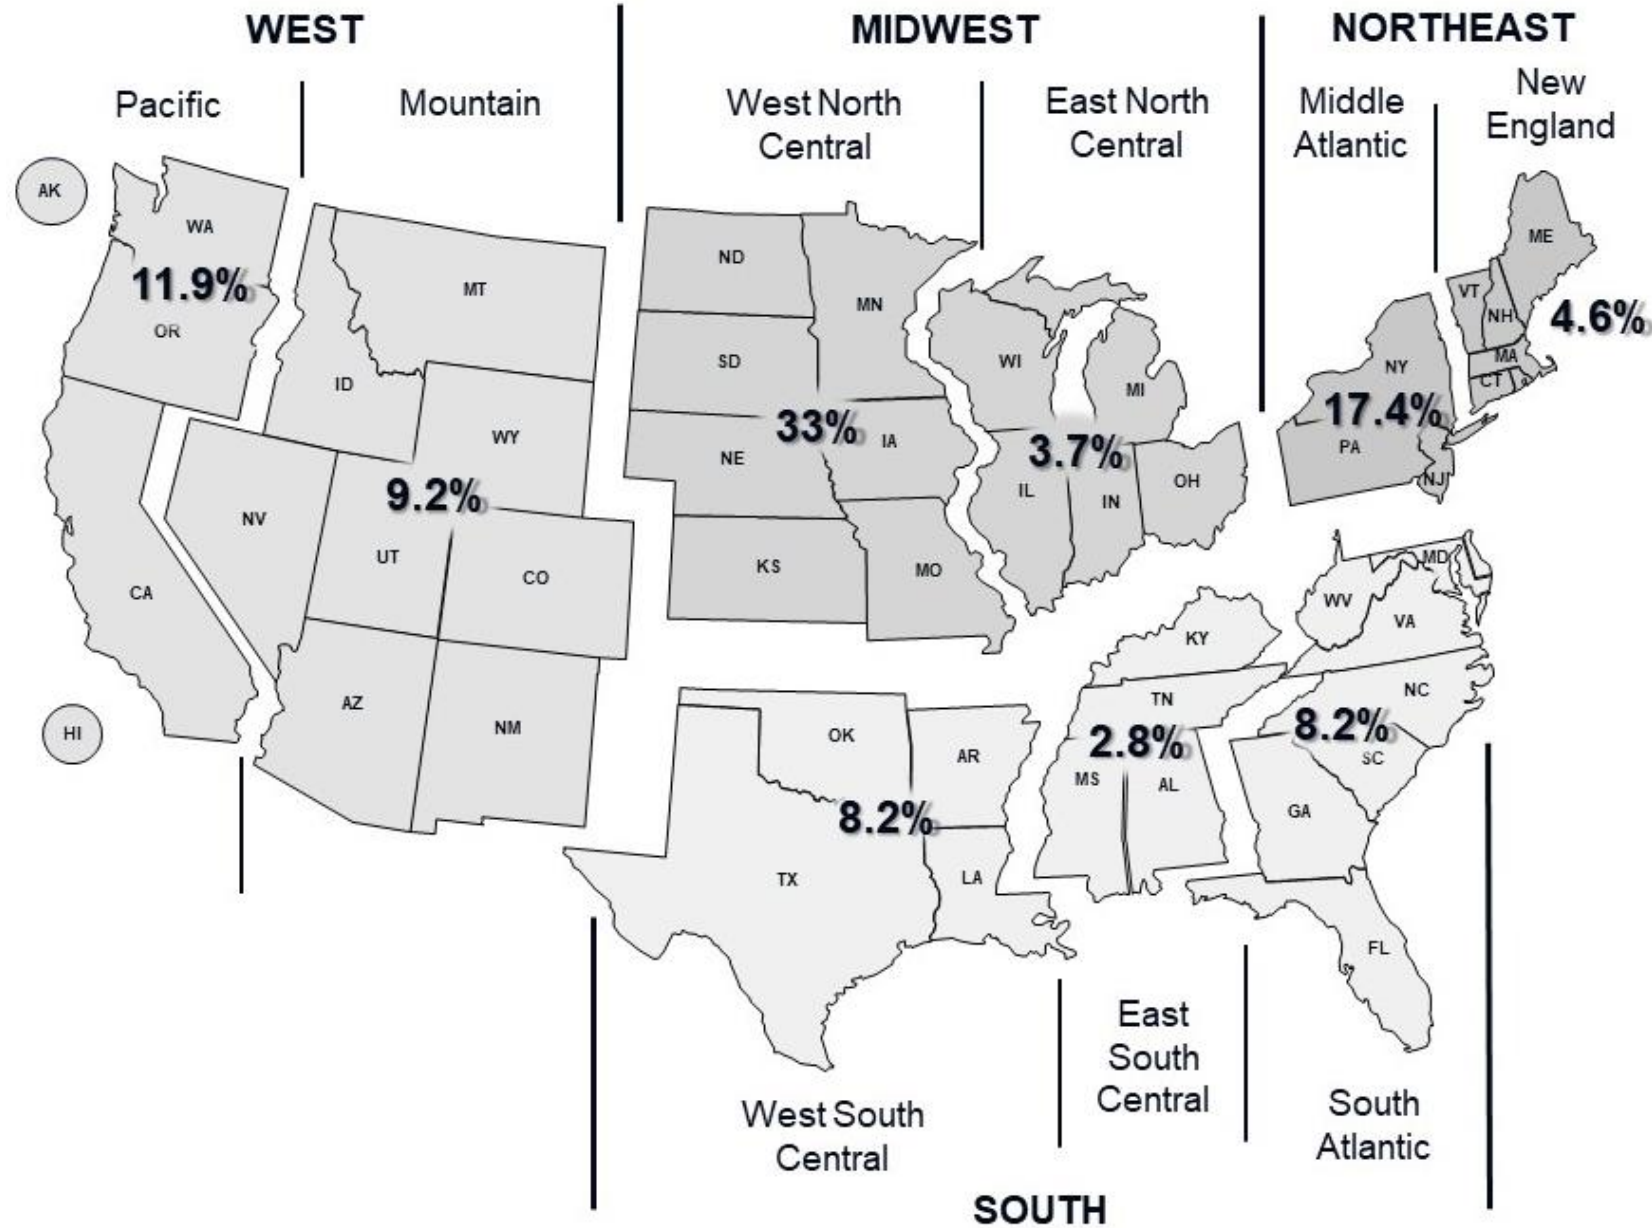 WEST
MIDWEST
NORTHEAST
Pacific
Mountain
West North
Central
East North
Central
Middle
Atlantic
New
England
AK
WA
11.9%
OR
CA
HI
MT
ID
WY
9.2%
NV
UT
CO
AZ
NM
ND
MN
SD
33%
IA
NE
KS
MO
WI
MI
3.7%
IL
IN
OH
ME
VT
NH
4.6%
MA
CT
NY
17.4%
PA
NJ
MD
WV
VA
KY
NC
TN
8.2%
SC
2.8%
MS
AL
GA
FL
OK
AR
8.2%
TX
LA
West South
Central
East
South
Central
South
Atlantic
SOUTH